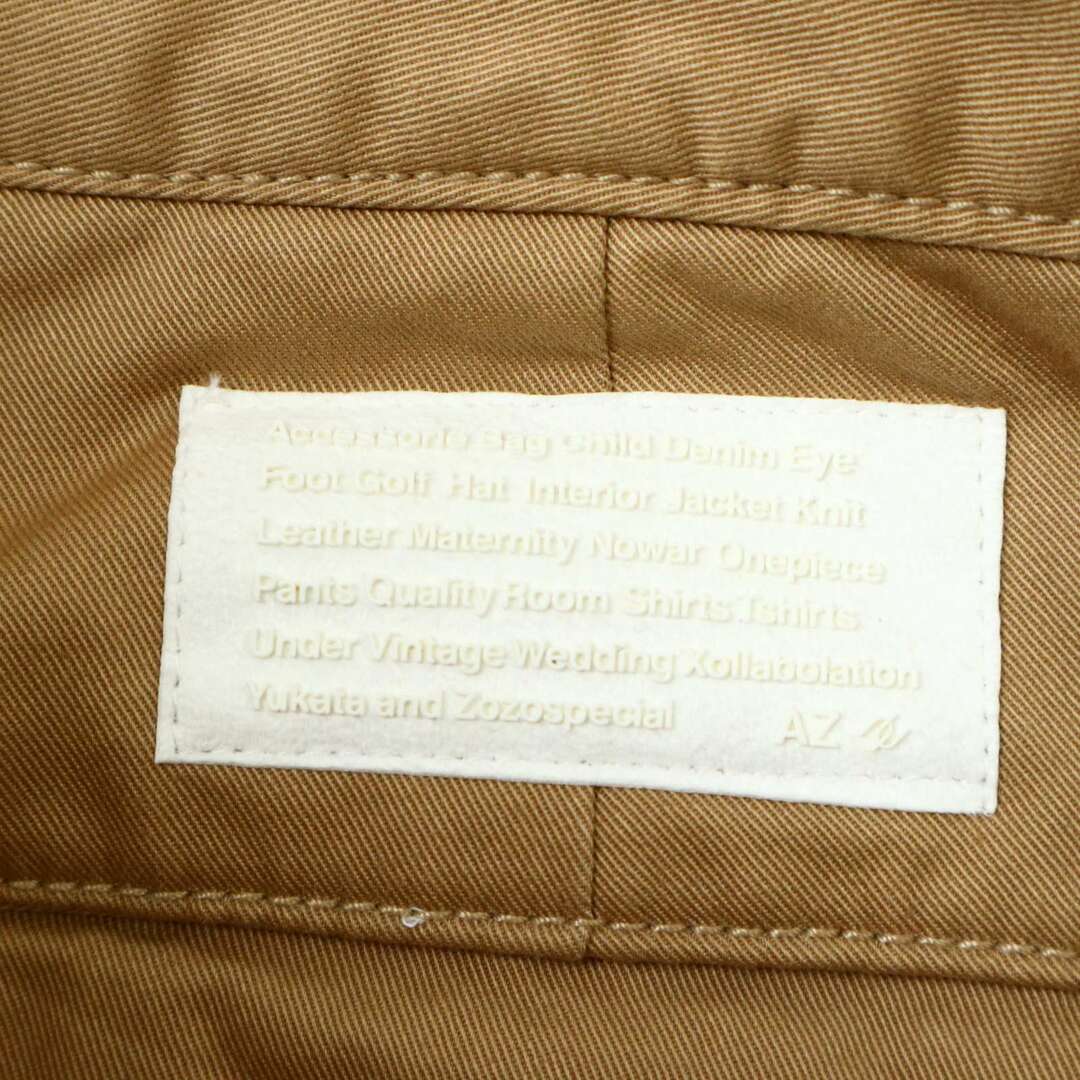 Accessorie Bag Child Denim Eye
Foot Golf Hat Interior Jacket Knit
Leather Maternity Nowar Onepiece
Pants Quality Room Shirts Tshirts
Under Vintage Wedding Xollabolation
Yukata and Zozospecial AZ